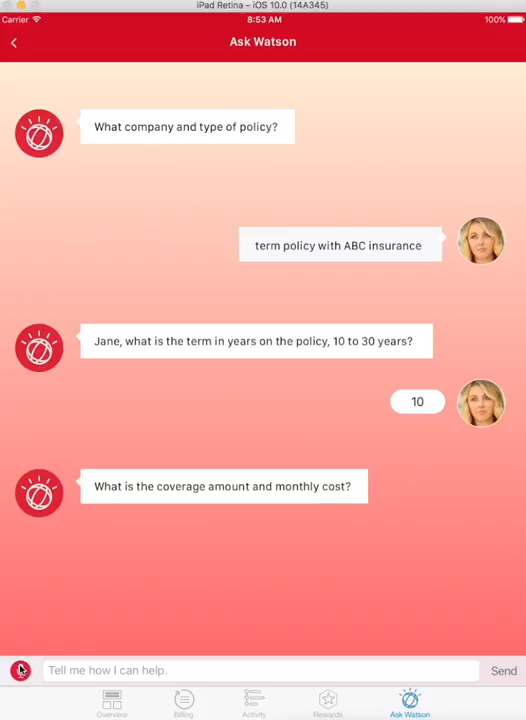 iPad Retina – iOS 10.0 (14A345)
Carrier 8:53 AM 100%
Ask Watson
What company and type of policy?
term policy with ABC insurance
Jane, what is the term in years on the policy, 10 to 30 years?
10
What is the coverage amount and monthly cost?
Tell me how I can help. Send
Overview Billing Activity Rewards Ask Watson